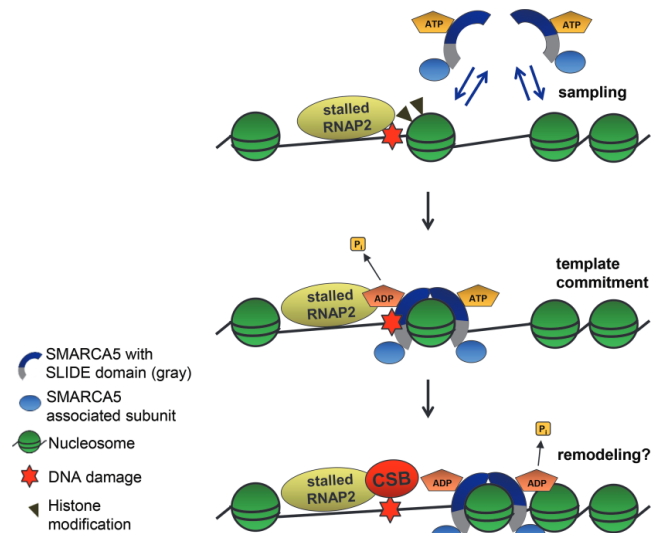 ATP
ATP
sampling
stalled
RNAP2
Pi
template
commitment
ADP
ATP
stalled
RNAP2
SMARCA5 with
SLIDE domain (gray)
SMARCA5
associated subunit
Nucleosome
DNA damage
Histone
modification
Pi
remodeling?
CSB
ADP
ADP
stalled
RNAP2